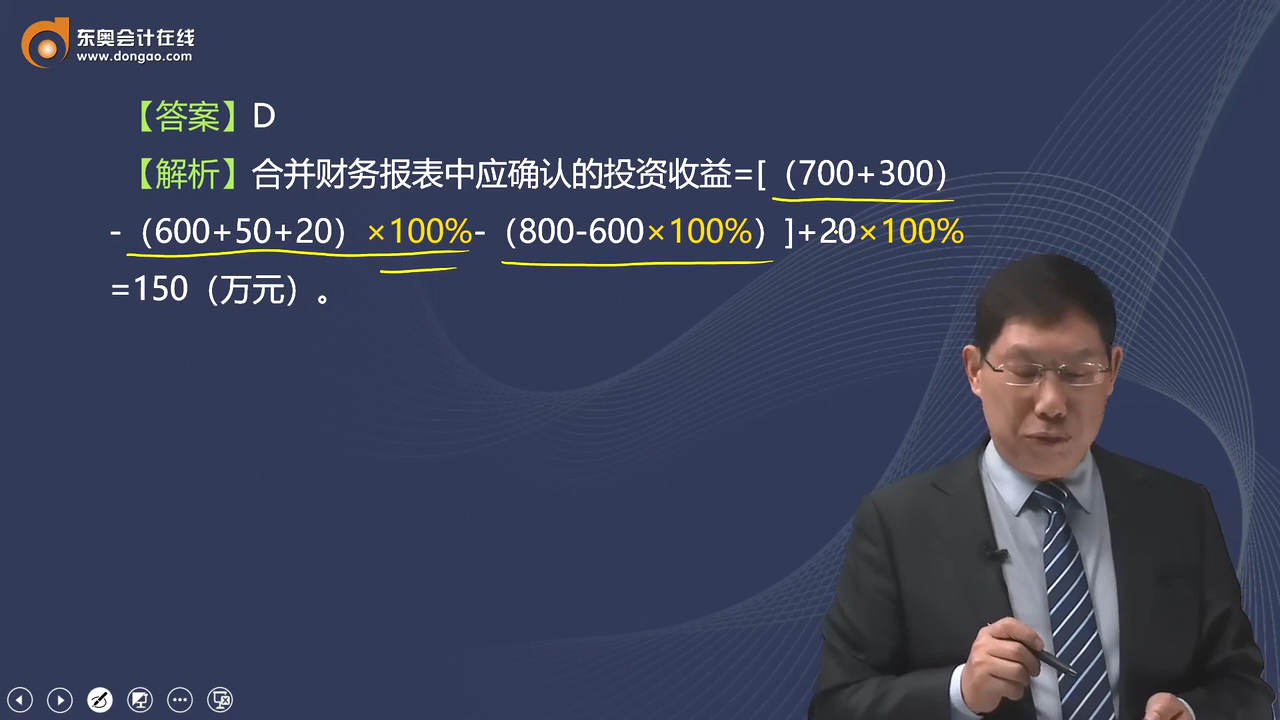 东奥会计在线
www.dongao.com
【答案】D
【解析】合并财务报表中应确认的投资收益=[（700+300）
-（600+50+20）×100%-（800-600×100%）]+20×100%
=150（万元）。